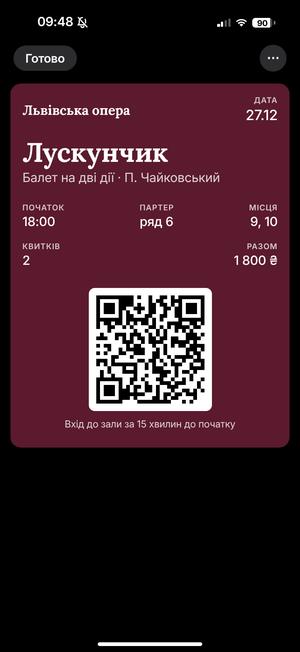 09:48
90
Готово
Львівська опера
ДАТА
27.12
Лускунчик
Балет на дві дії · П. Чайковський
ПОЧАТОК ПАРТЕР МІСЦЯ
18:00 ряд 6 9, 10
КВИТКІВ РАЗОМ
2 1 800 ₴
Вхід до зали за 15 хвилин до початку